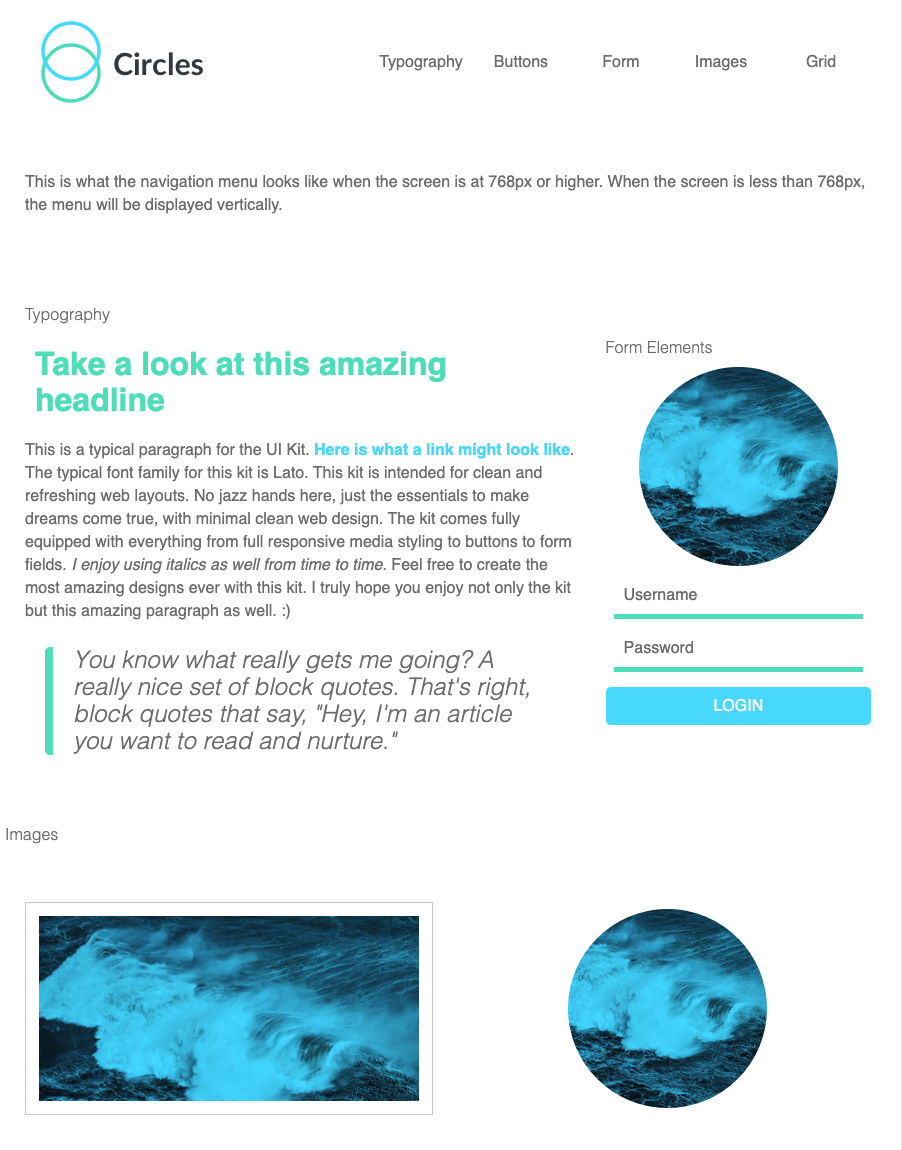 Circles
Typography Buttons Form Images Grid
This is what the navigation menu looks like when the screen is at 768px or higher. When the screen is less than 768px,
the menu will be displayed vertically.
Typography
Take a look at this amazing
headline
This is a typical paragraph for the UI Kit. Here is what a link might look like.
The typical font family for this kit is Lato. This kit is intended for clean and
refreshing web layouts. No jazz hands here, just the essentials to make
dreams come true, with minimal clean web design. The kit comes fully
equipped with everything from full responsive media styling to buttons to form
fields. I enjoy using italics as well from time to time. Feel free to create the
most amazing designs ever with this kit. I truly hope you enjoy not only the kit
but this amazing paragraph as well. :)
You know what really gets me going? A
really nice set of block quotes. That's right,
block quotes that say, "Hey, I'm an article
you want to read and nurture."
Form Elements
Username
Password
LOGIN
Images